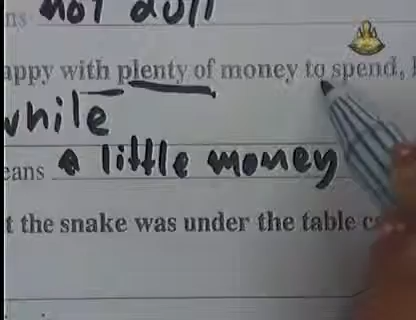 ns not dull
appy with plenty of money to spend,
while
eans a little money
t the snake was under the table